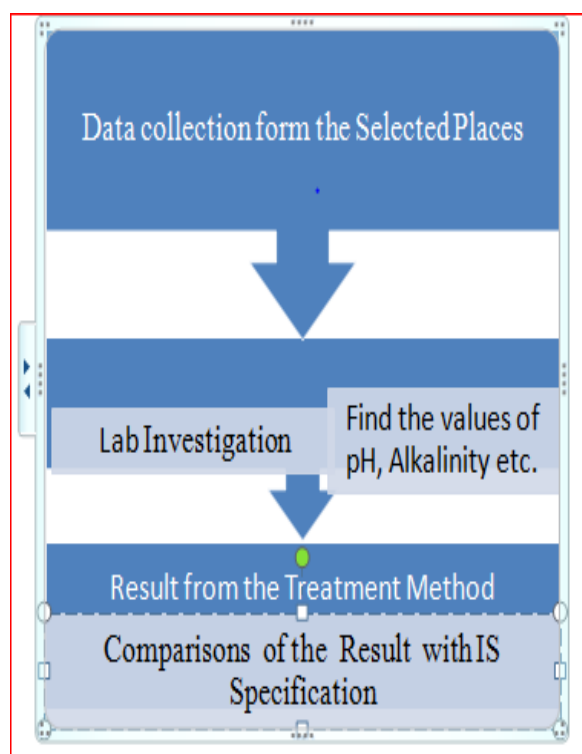 Data collection form the Selected Places
Lab Investigation
Find the values of
pH, Alkalinity etc.
Result from the Treatment Method
Comparisons of the Result with IS
Specification